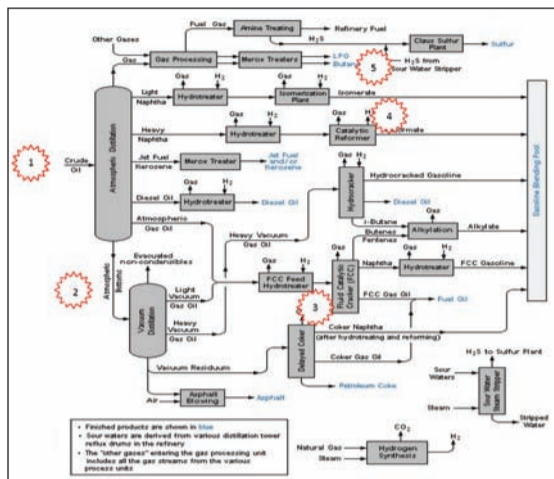 Fuel Gas
Amine Treating
Refinery Fuel
Other Gases
H₂S
Claus Sulfur Plant
Sulfur
Gas
Gas Processing
Merox Treaters
LPG
Butan
5
H₂S from
Sour Water Stripper
Light
Naphtha
Gas
H₂
Hydrotreater
Gas
H₂
Isomerization
Plant
Isomerate
4
Heavy
Naphtha
Gas
H₂
Hydrotreater
Gas
H
Catalytic
Reformer
rmate
1
Crude
Oil
Atmospheric Distillation
Jet Fuel
Kerozene
Merox Treater
Jet Fuel
and/or
Kerozene
Gas
H₂
Hydrocracker
Hydrocracked Gasoline
Gasoline Blending Pool
Diesel Oil
Gas
H₂
Hydrotreater
Diesel Oil
Diesel Oil
Atmospheric
Gas Oil
Heavy Vacuum
Gas Oil
i-Butane
Butenes
Pentenes
Gas
Alkylation
Alkylate
Atmospheric
Bottoms
2
Evacuated
non-condensibles
Vacuum
Distillation
Light
Vacuum
Gas Oil
Heavy
Vacuum
Gas Oil
Gas
H₂
FCC Feed
Hydrotreater
Gas
Fluid Catalytic
Cracker (FCC)
Naphtha
Gas
H₂
Hydrotreater
FCC Gasoline
FCC Gas Oil
Fuel Oil
3
Delayed Coker
Coker Naphtha
(after hydrotreating and reforming)
Coker Gas Oil
Vacuum Residuum
Petroleum Coke
Air
Asphalt
Blowing
Asphalt
H₂S to Sulfur Plant
Sour
Waters
Steam
Sour Water
Steam Stripper
Stripped
Water
• Finished products are shown in blue
• Sour waters are derived from various distillation tower
reflux drums in the refinery
• The "other gases" entering the gas processing unit
includes all the gas streams from the various
process units
Natural Gas
Steam
CO₂
Hydrogen
Synthesis
H₂